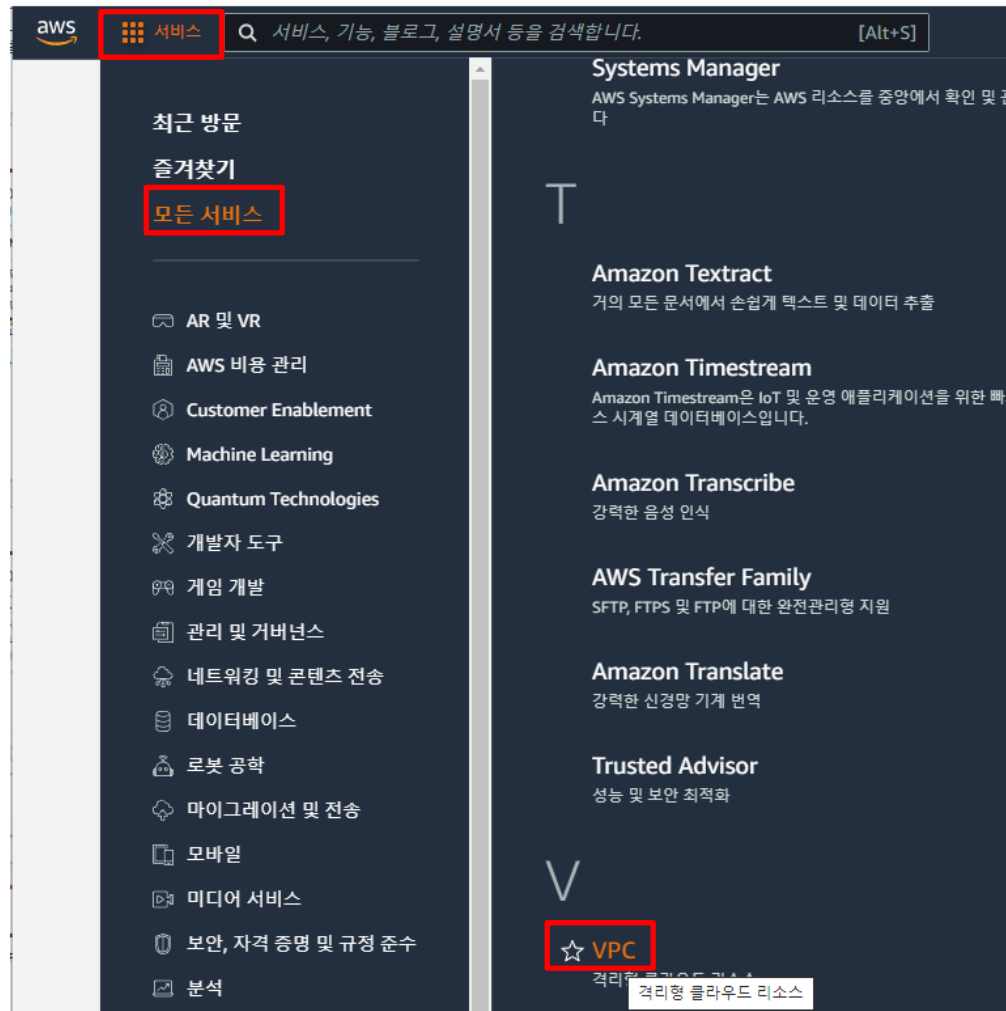 aws
서비스
서비스, 기능, 블로그, 설명서 등을 검색합니다.
[Alt+S]
최근 방문
즐겨찾기
모든 서비스
AR 및 VR
AWS 비용 관리
Customer Enablement
Machine Learning
Quantum Technologies
개발자 도구
게임 개발
관리 및 거버넌스
네트워킹 및 콘텐츠 전송
데이터베이스
로봇 공학
마이그레이션 및 전송
모바일
미디어 서비스
보안, 자격 증명 및 규정 준수
분석
Systems Manager
AWS Systems Manager는 AWS 리소스를 중앙에서 확인 및
다
T
Amazon Textract
거의 모든 문서에서 손쉽게 텍스트 및 데이터 추출
Amazon Timestream
Amazon Timestream은 IoT 및 운영 애플리케이션을 위한 빠
스 시계열 데이터베이스입니다.
Amazon Transcribe
강력한 음성 인식
AWS Transfer Family
SFTP, FTPS 및 FTP에 대한 완전관리형 지원
Amazon Translate
강력한 신경망 기계 번역
Trusted Advisor
성능 및 보안 최적화
V
VPC
격리형 클라우드 리소스
격리형 클라우드 리소스